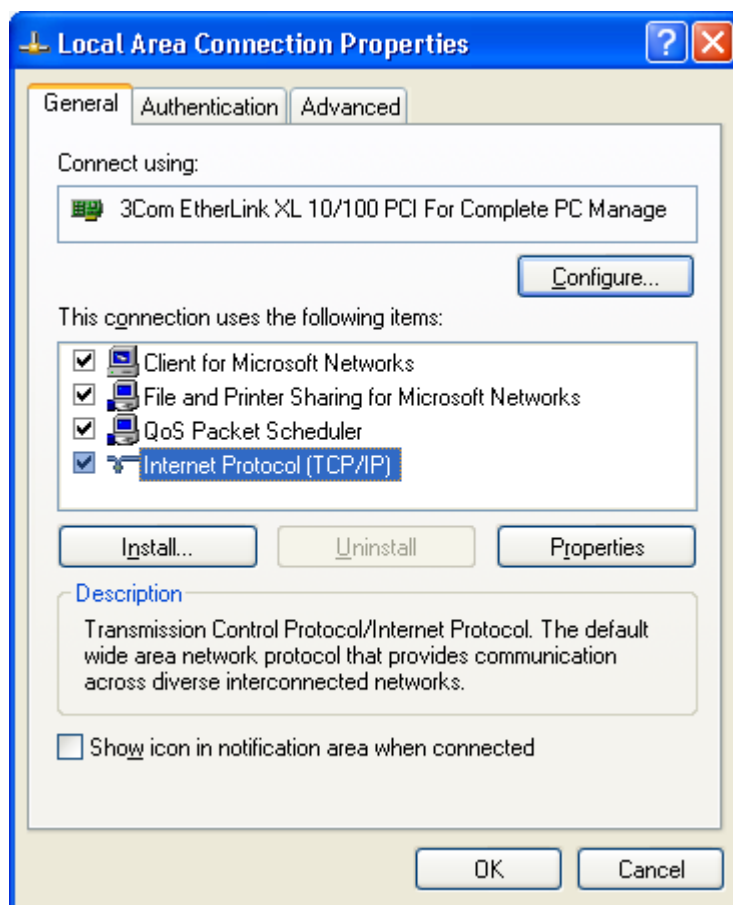 Local Area Connection Properties
General Authentication Advanced
Connect using:
3Com EtherLink XL 10/100 PCI For Complete PC Manage
Configure...
This connection uses the following items:
Client for Microsoft Networks
File and Printer Sharing for Microsoft Networks
QoS Packet Scheduler
Internet Protocol (TCP/IP)
Install... Uninstall Properties
Description
Transmission Control Protocol/Internet Protocol. The default
wide area network protocol that provides communication
across diverse interconnected networks.
Show icon in notification area when connected
OK Cancel